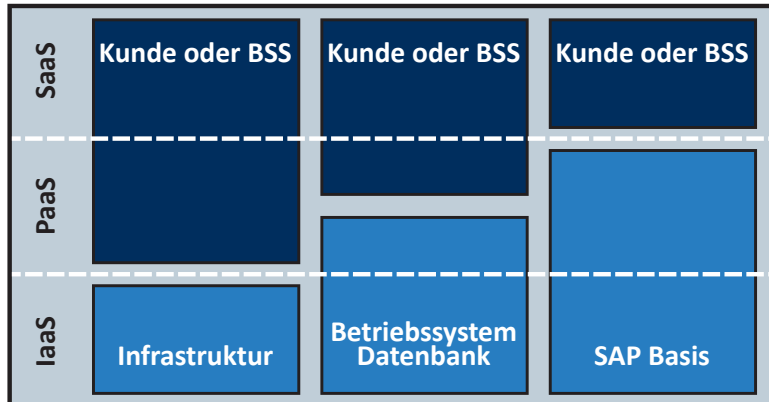 SaaS
Kunde oder BSS
Kunde oder BSS
Kunde oder BSS
PaaS
IaaS
Infrastruktur
Betriebssystem
Datenbank
SAP Basis